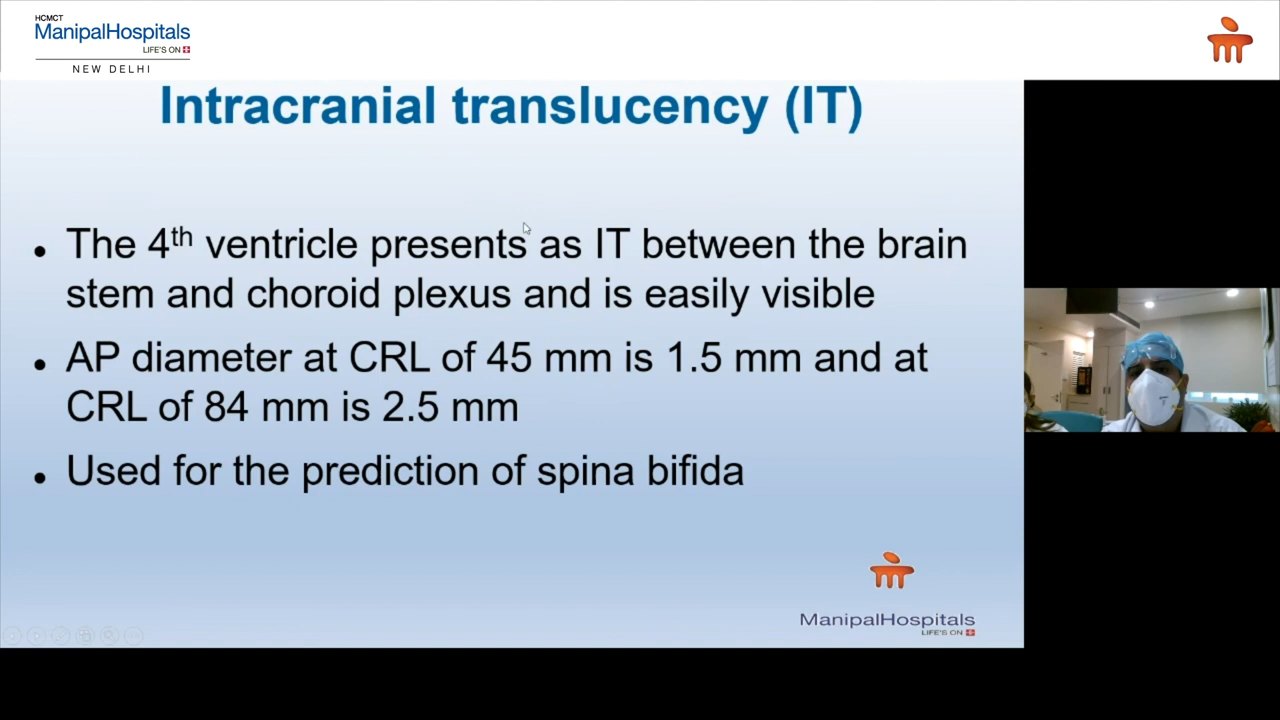 HCMCT
ManipalHospitals
LIFE'S ON
NEW DELHI
Intracranial translucency (IT)
• The 4th ventricle presents as IT between the brain
stem and choroid plexus and is easily visible
• AP diameter at CRL of 45 mm is 1.5 mm and at
CRL of 84 mm is 2.5 mm
• Used for the prediction of spina bifida
ManipalHospitals
LIFE'S ON